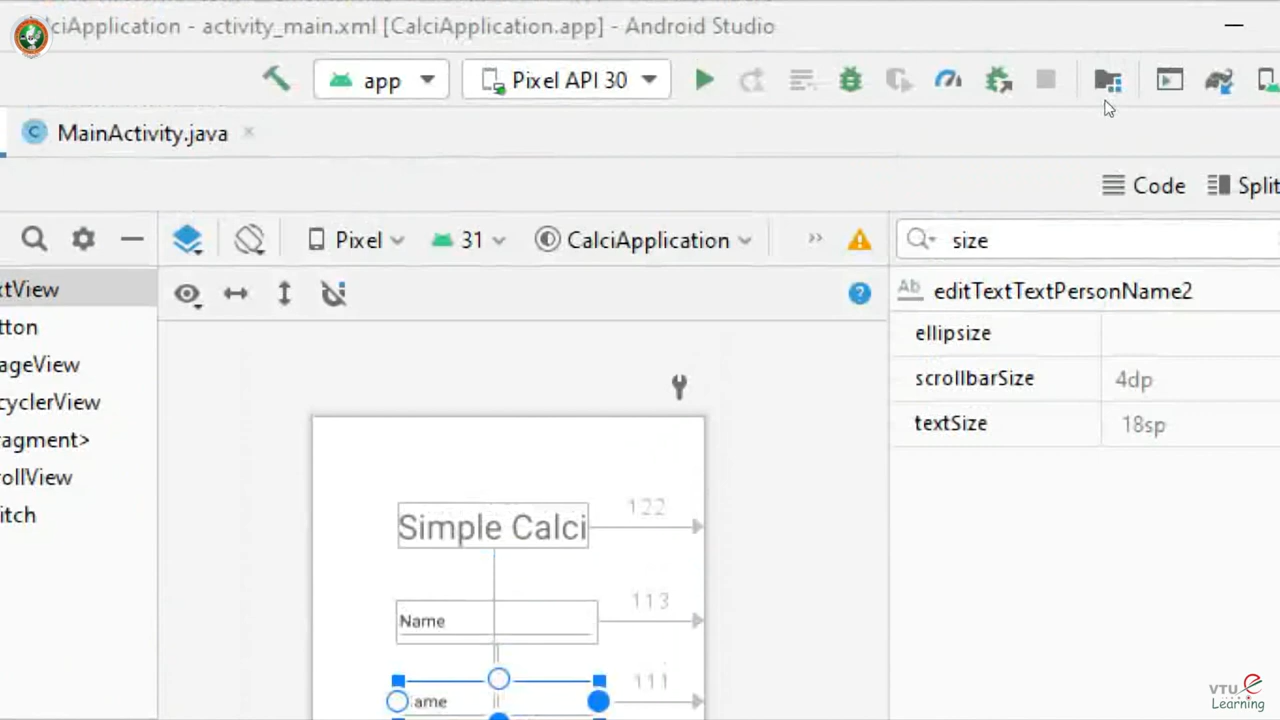 ciApplication - activity_main.xml [CalciApplication.app] - Android Studio
app
Pixel API 30
MainActivity.java
Code
Split
Pixel
31
CalciApplication
size
xtView
tton
ageView
cyclerView
ragment>
rollView
itch
Ab editTextTextPersonName2
ellipsize
scrollbarSize 4dp
textSize 18sp
Simple Calci
122
Name
113
ame
111
VTU e
Learning